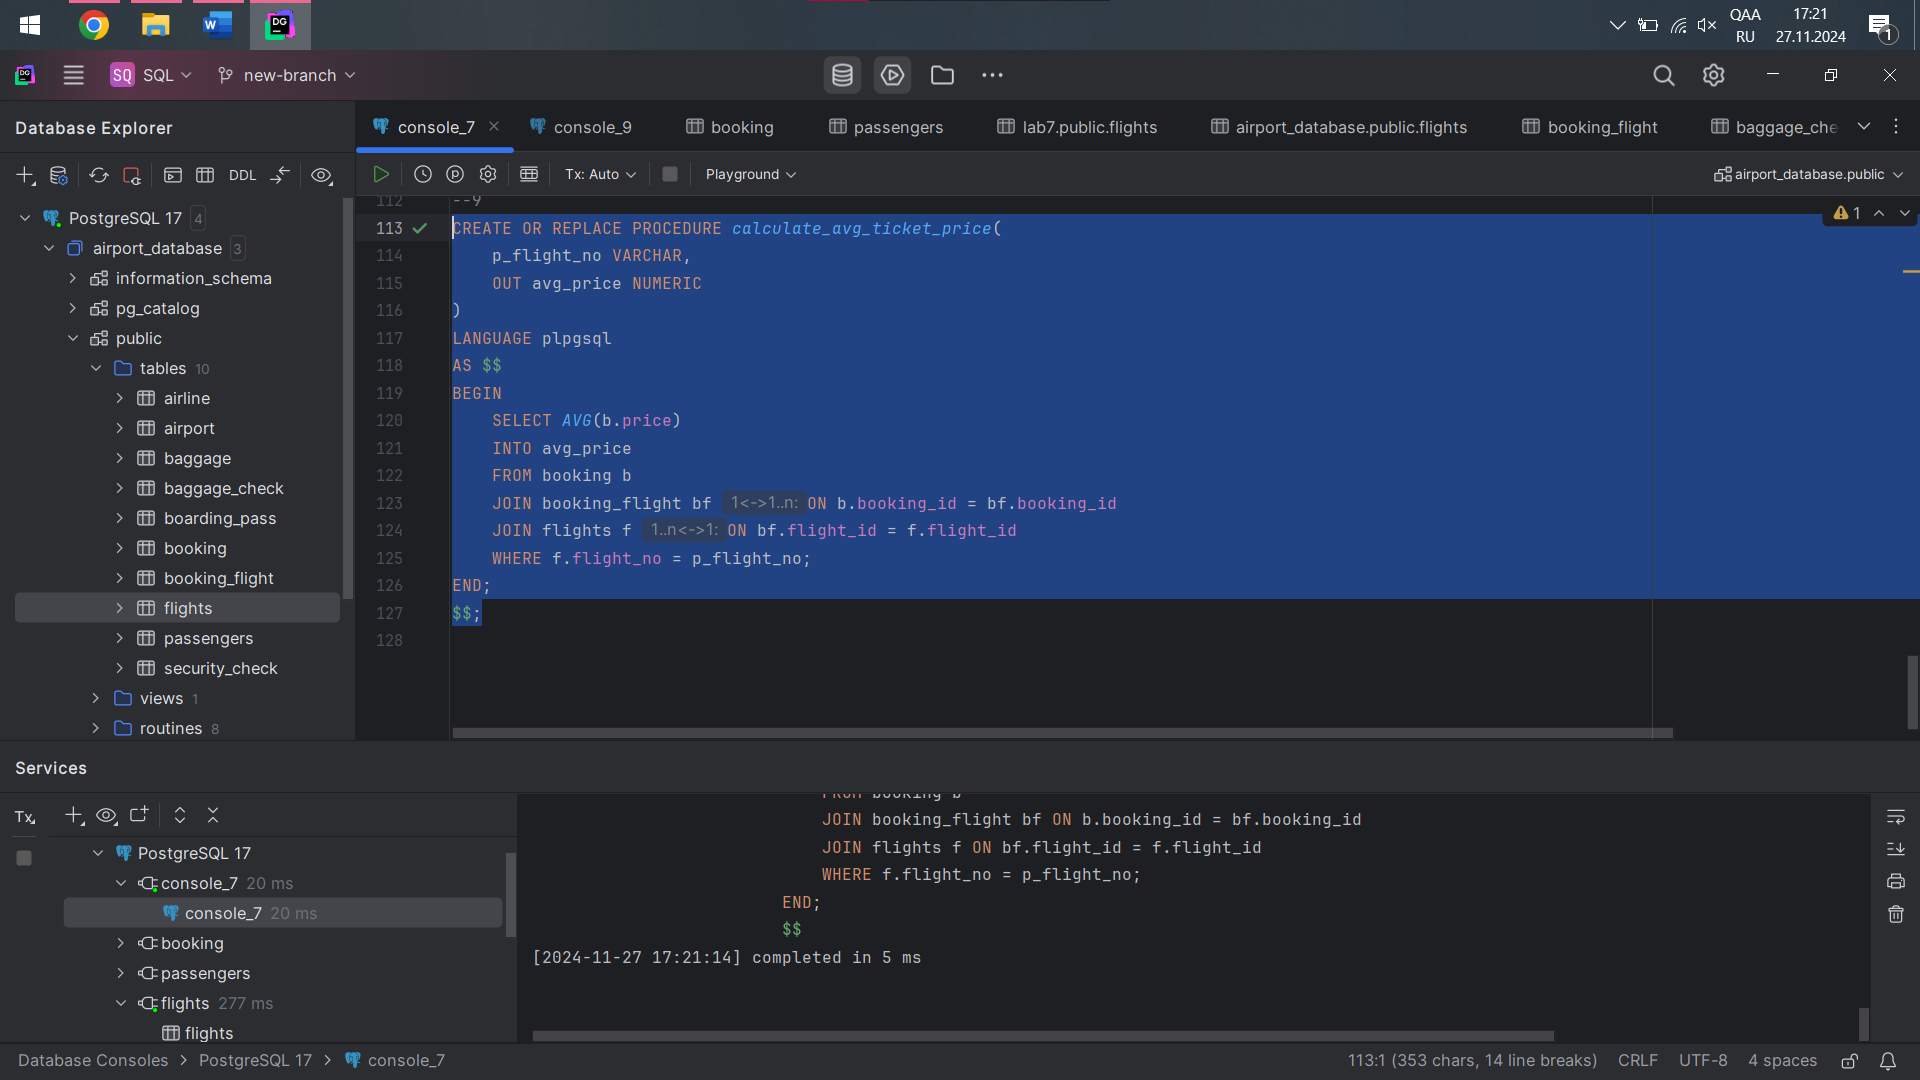 QAA
RU
17:21
27.11.2024
1
SQ SQL
new-branch
Database Explorer
console_7
console_9
booking
passengers
lab7.public.flights
airport_database.public.flights
booking_flight
baggage_che
DDL
Tx: Auto
Playground
airport_database.public
PostgreSQL 17 4
airport_database 3
information_schema
pg_catalog
public
tables 10
airline
airport
baggage
baggage_check
boarding_pass
booking
booking_flight
flights
passengers
security_check
views 1
routines 8
1
112 --9
113 CREATE OR REPLACE PROCEDURE calculate_avg_ticket_price(
114 p_flight_no VARCHAR,
115 OUT avg_price NUMERIC
116 )
117 LANGUAGE plpgsql
118 AS $$
119 BEGIN
120 SELECT AVG(b.price)
121 INTO avg_price
122 FROM booking b
123 JOIN booking_flight bf 1<->1..n: ON b.booking_id = bf.booking_id
124 JOIN flights f 1..n<->1: ON bf.flight_id = f.flight_id
125 WHERE f.flight_no = p_flight_no;
126 END;
127 $$;
128
Services
Tx
PostgreSQL 17
console_7 20 ms
console_7 20 ms
booking
passengers
flights 277 ms
flights
FROM booking b
JOIN booking_flight bf ON b.booking_id = bf.booking_id
JOIN flights f ON bf.flight_id = f.flight_id
WHERE f.flight_no = p_flight_no;
END;
$$
[2024-11-27 17:21:14] completed in 5 ms
Database Consoles > PostgreSQL 17 > console_7
113:1 (353 chars, 14 line breaks)
CRLF
UTF-8
4 spaces